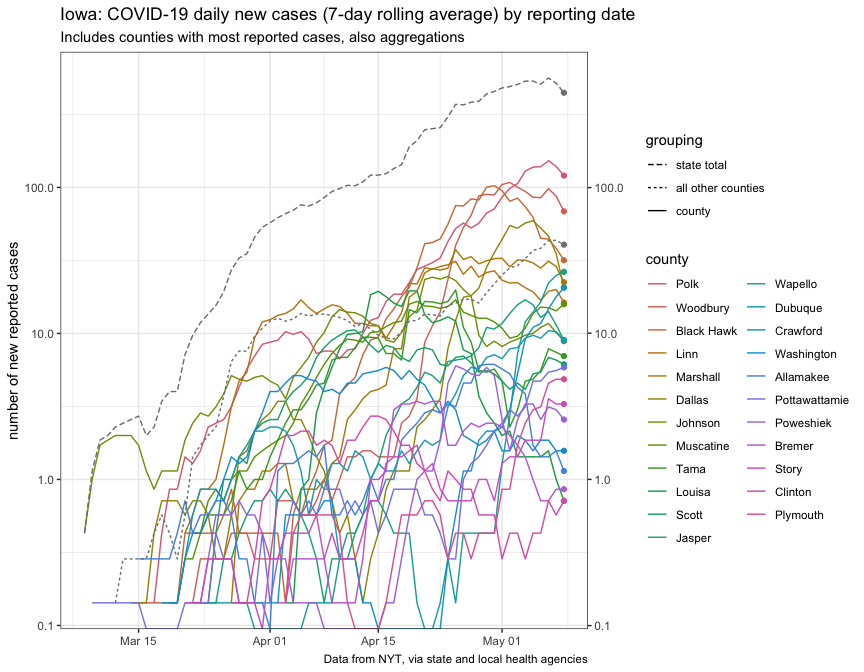 Iowa: COVID-19 daily new cases (7-day rolling average) by reporting date
Includes counties with most reported cases, also aggregations
number of new reported cases
100.0
10.0
1.0
0.1
100.0
10.0
1.0
0.1
Mar 15
Apr 01
Apr 15
May 01
Data from NYT, via state and local health agencies
grouping
state total
all other counties
county
county
Polk
Woodbury
Black Hawk
Linn
Marshall
Dallas
Johnson
Muscatine
Tama
Louisa
Scott
Jasper
Wapello
Dubuque
Crawford
Washington
Allamakee
Pottawattamie
Poweshiek
Bremer
Story
Clinton
Plymouth